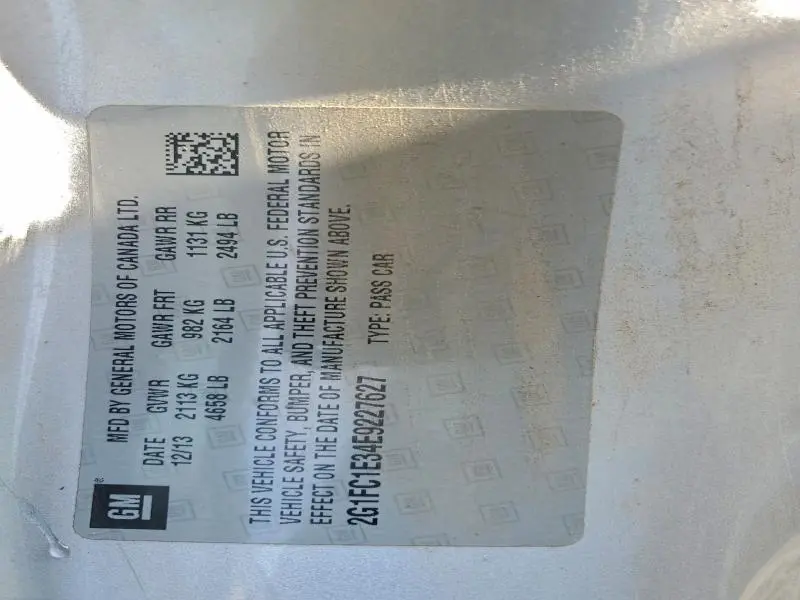 GM
MFD BY GENERAL MOTORS OF CANADA LTD.
DATE GVWR GAWR FRT GAWR RR
12/13 2113 KG 982 KG 1131 KG
4658 LB 2164 LB 2494 LB
THIS VEHICLE CONFORMS TO ALL APPLICABLE U.S. FEDERAL MOTOR
VEHICLE SAFETY, BUMPER, AND THEFT PREVENTION STANDARDS IN
EFFECT ON THE DATE OF MANUFACTURE SHOWN ABOVE.
2G1FC1E34E9227627 TYPE: PASS CAR